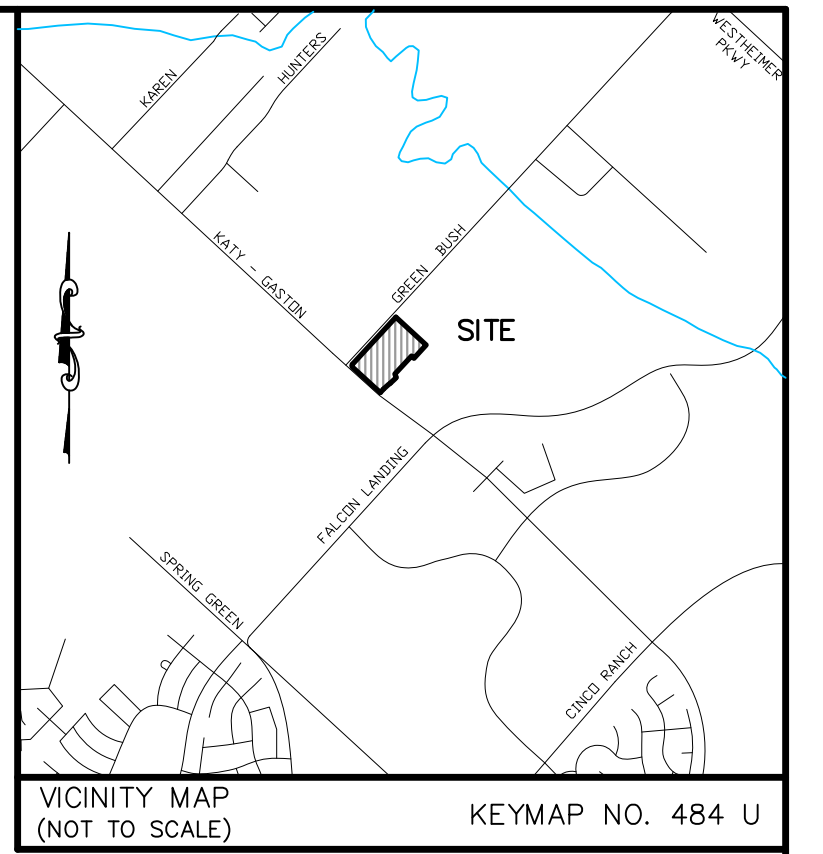 WESTHEIMER
PKWY
KAREN
HUNTERS
GREEN BUSH
KATY - GASTON
SITE
FALCON LANDING
SPRING GREEN
CINCO RANCH
VICINITY MAP
(NOT TO SCALE)
KEYMAP NO. 484 U